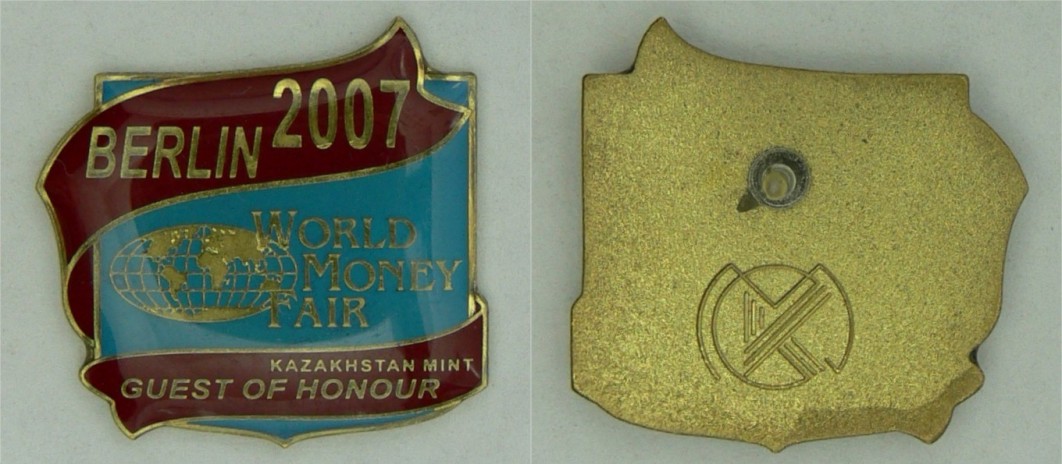 BERLIN 2007
WORLD
MONEY
FAIR
KAZAKHSTAN MINT
GUEST OF HONOUR